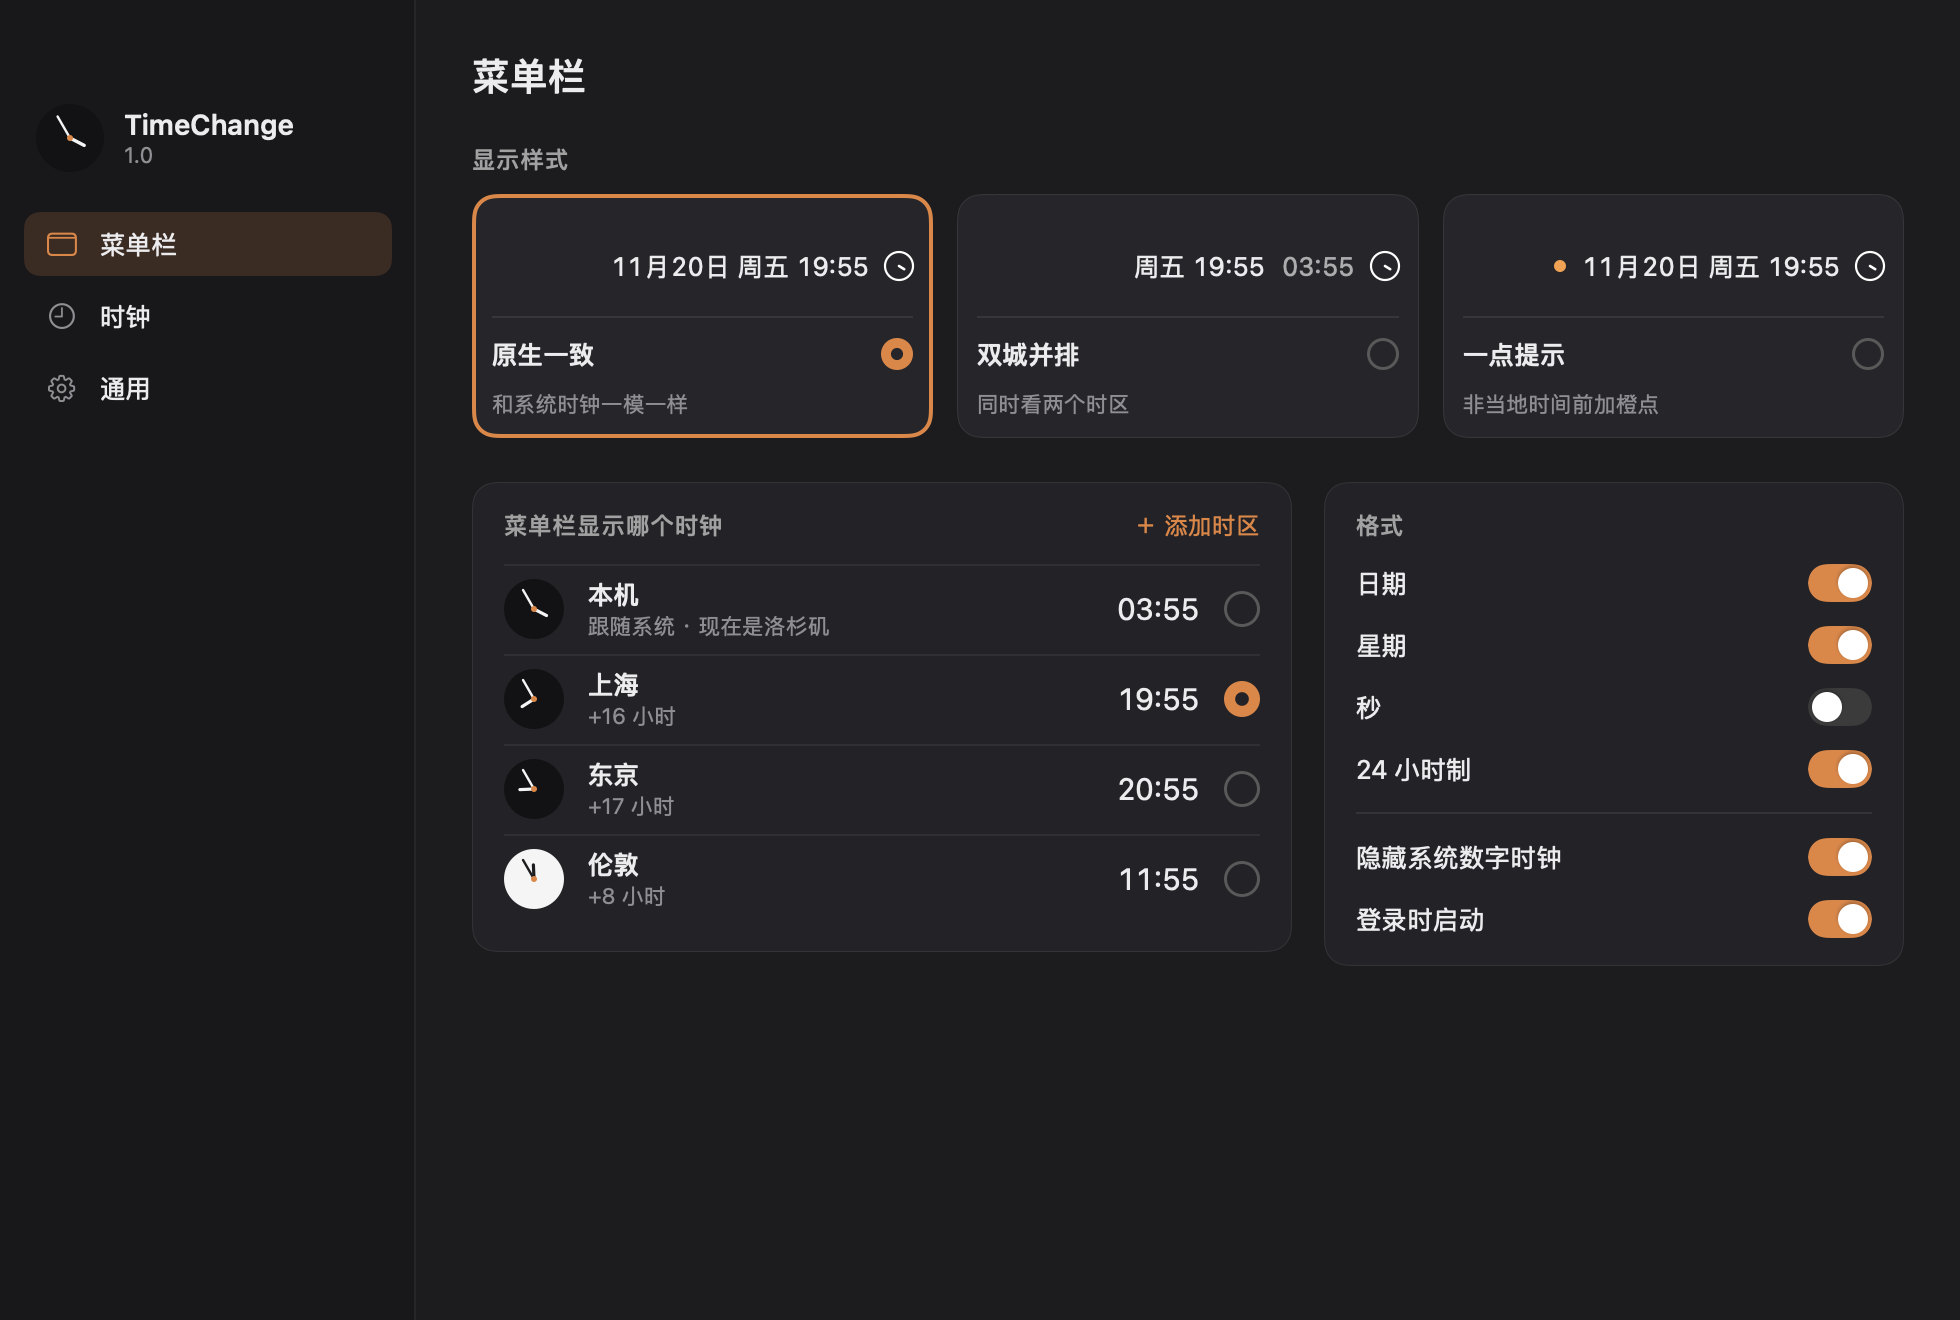 TimeChange
1.0
菜单栏
时钟
通用
菜单栏
显示样式
11月20日 周五 19:55
原生一致
和系统时钟一模一样
周五 19:55 03:55
双城并排
同时看两个时区
11月20日 周五 19:55
一点提示
非当地时间前加橙点
菜单栏显示哪个时钟
+ 添加时区
本机
跟随系统 · 现在是洛杉矶
03:55
上海
+16 小时
19:55
东京
+17 小时
20:55
伦敦
+8 小时
11:55
格式
日期
星期
秒
24 小时制
隐藏系统数字时钟
登录时启动